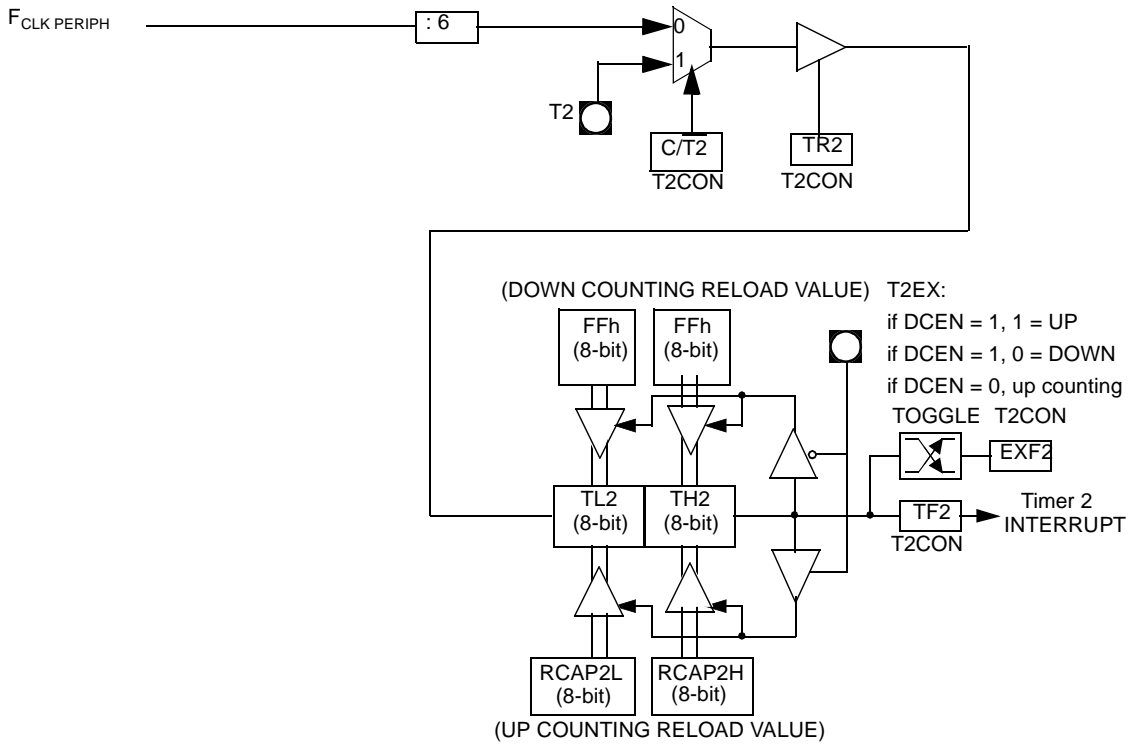 FCLK PERIPH
: 6
0
1
T2
C/T2
TR2
T2CON
T2CON
(DOWN COUNTING RELOAD VALUE)
T2EX:
if DCEN = 1, 1 = UP
if DCEN = 1, 0 = DOWN
if DCEN = 0, up counting
FFh
(8-bit)
FFh
(8-bit)
TOGGLE
T2CON
EXF2
TL2
(8-bit)
TH2
(8-bit)
TF2
T2CON
Timer 2
INTERRUPT
RCAP2L
(8-bit)
RCAP2H
(8-bit)
(UP COUNTING RELOAD VALUE)